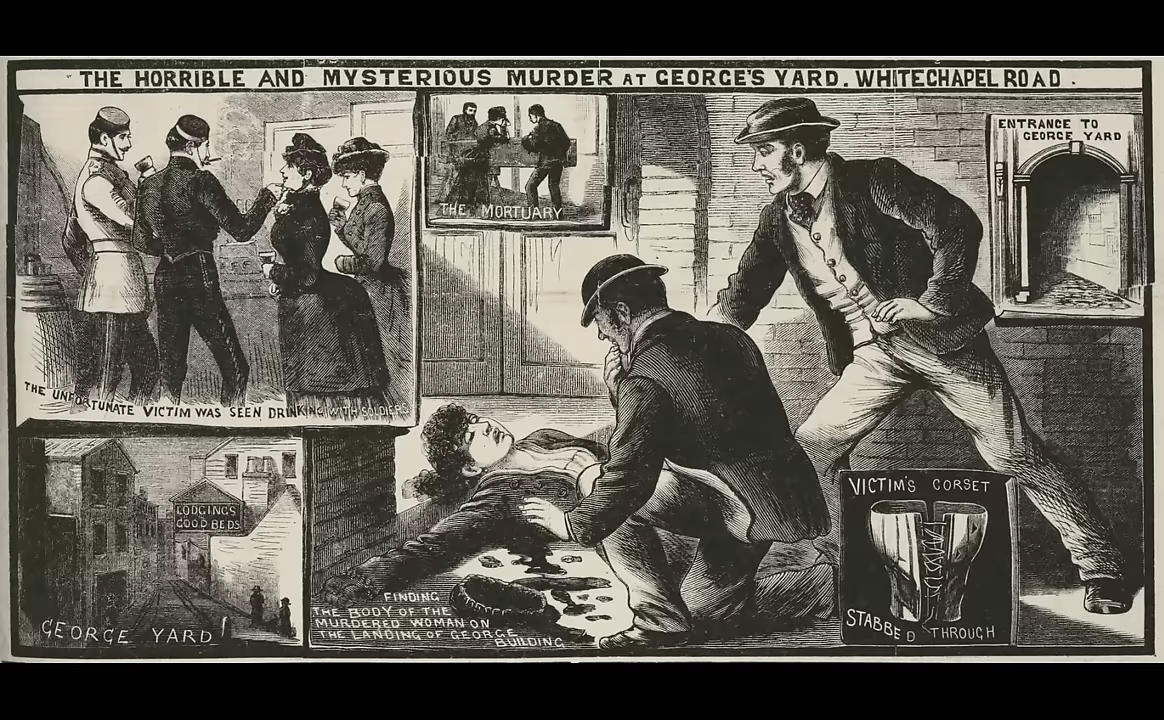 THE HORRIBLE AND MYSTERIOUS MURDER AT GEORGE'S YARD. WHITECHAPEL ROAD.
THE UNFORTUNATE VICTIM WAS SEEN DRINKING WITH SOLDIERS
THE MORTUARY
ENTRANCE TO
GEORGE YARD
LODGINGS
GOOD BEDS
GEORGE YARD
FINDING
THE BODY OF THE
MURDERED WOMAN ON
THE LANDING OF GEORGE
BUILDING
VICTIM'S CORSET
STABBED THROUGH